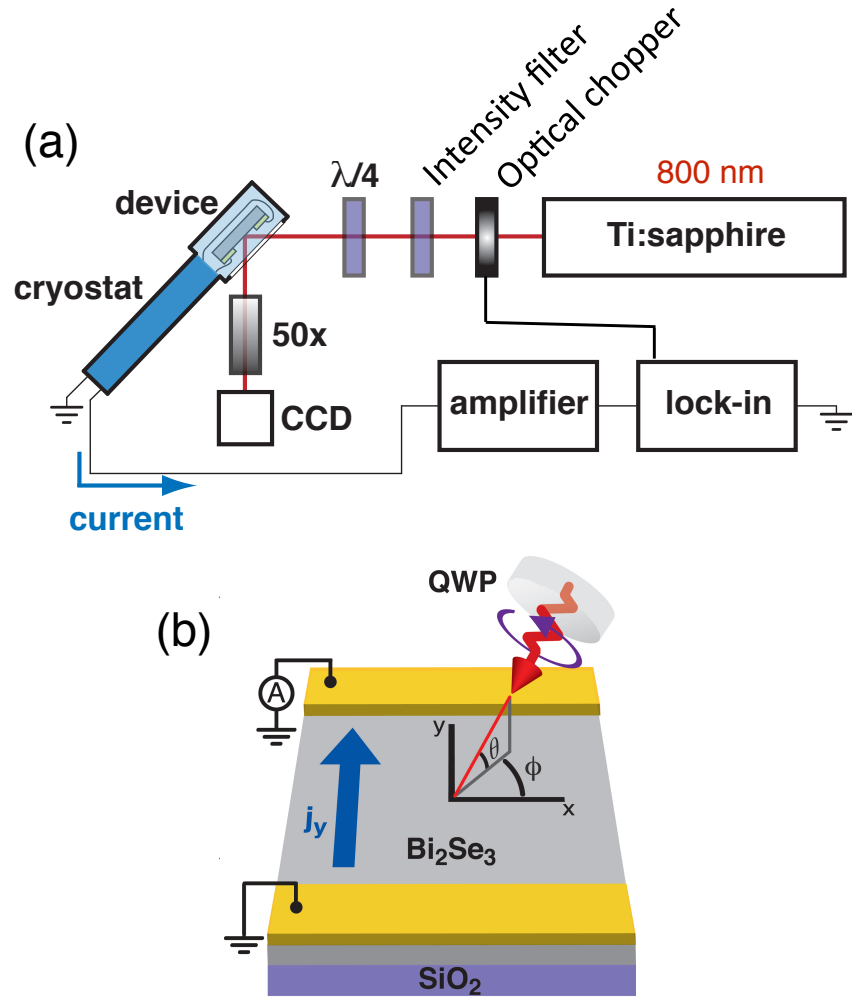 (a)
Intensity filter
Optical chopper
λ/4
800 nm
device
Ti:sapphire
cryostat
50x
CCD
amplifier
lock-in
current
(b)
QWP
A
y
θ
ϕ
x
j_y
Bi₂Se₃
SiO₂